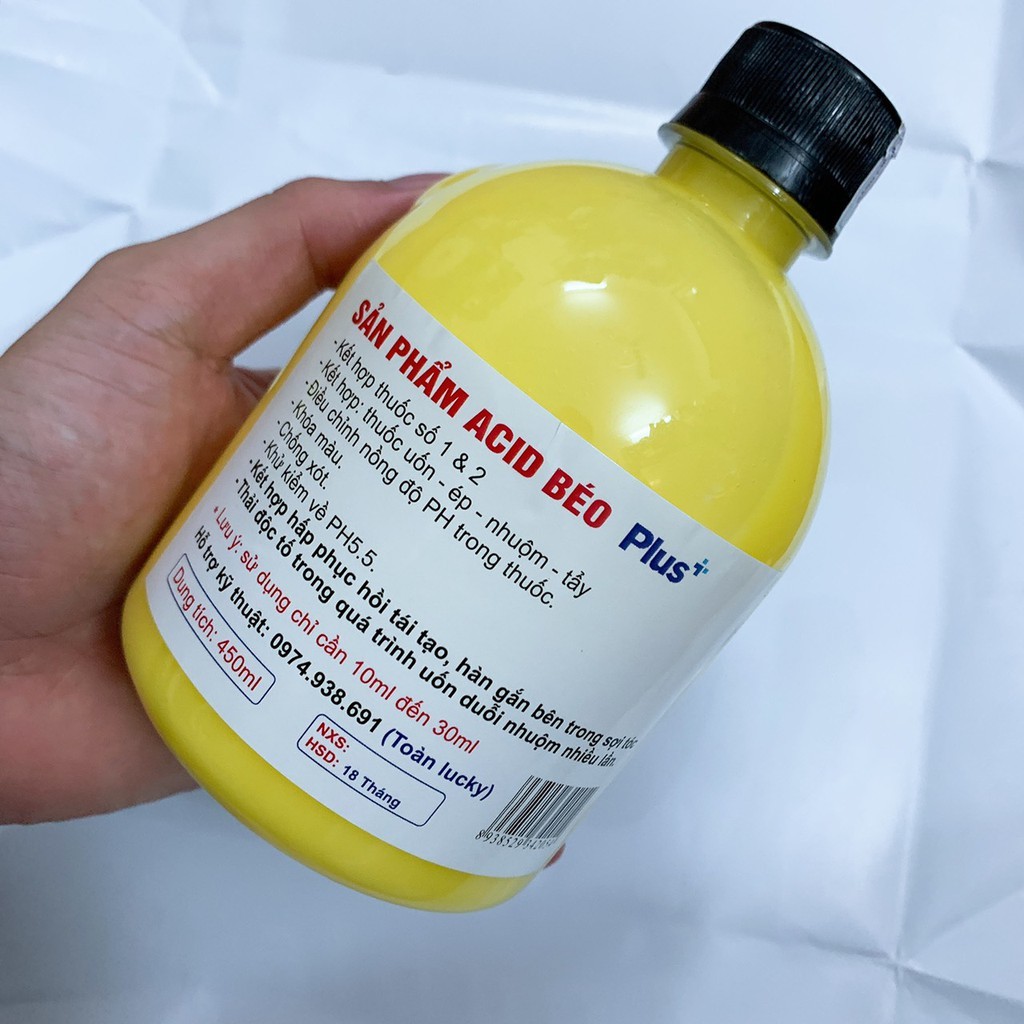 SẢN PHẨM ACID BÉO Plus+
- Kết hợp thuốc số 1 & 2
- Kết hợp: thuốc uốn - ép - nhuộm - tẩy
- Điều chỉnh nồng độ PH trong thuốc.
- Khóa màu.
- Chống xót.
- Khử kiềm về PH5.5.
- Kết hợp hấp phục hồi tái tạo, hàn gắn bên trong sợi tóc
- Thải độc tố trong quá trình uốn duỗi nhuộm nhiều lần.
* Lưu ý: sử dụng chỉ cần 10ml đến 30ml
Hỗ trợ kỹ thuật: 0974.938.691 (Toàn lucky)
Dung tích: 450ml
NXS:
HSD: 18 Tháng